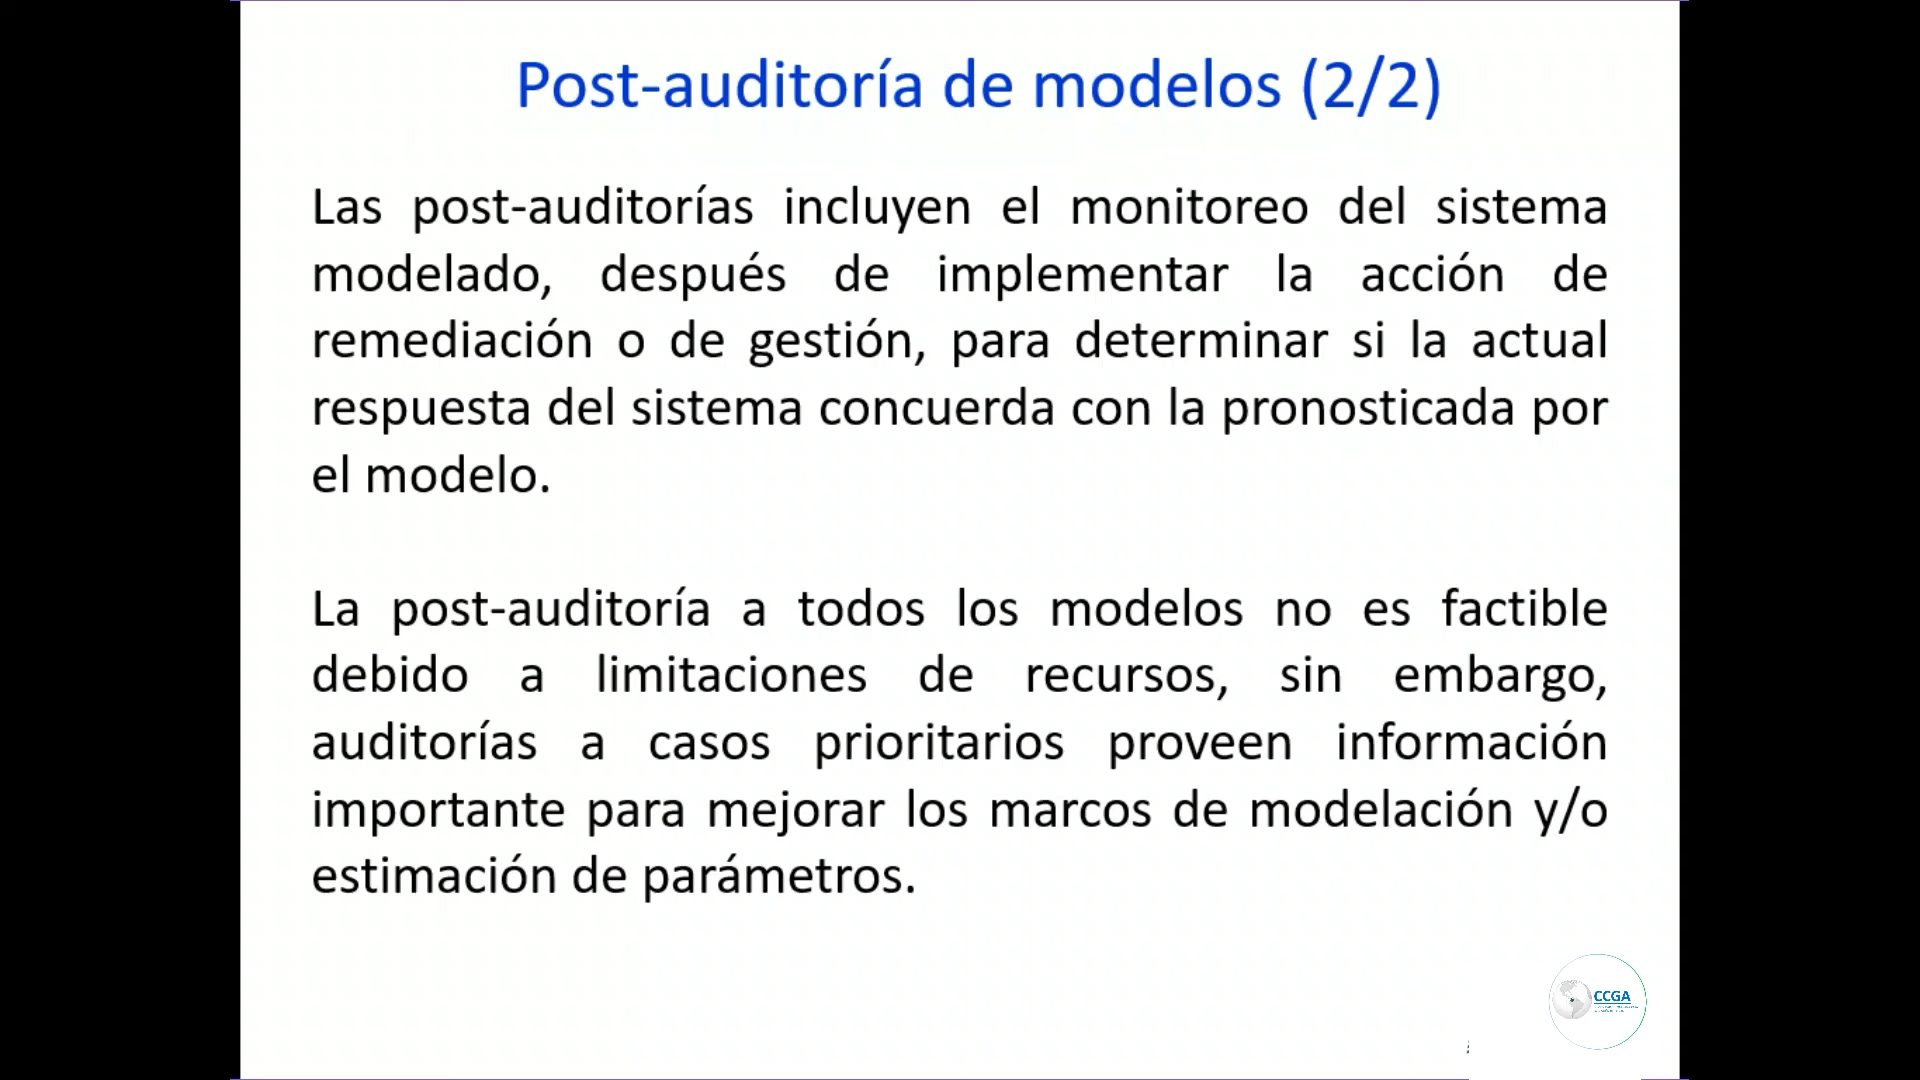 Post-auditoría de modelos (2/2)
Las post-auditorías incluyen el monitoreo del sistema
modelado, después de implementar la acción de
remediación o de gestión, para determinar si la actual
respuesta del sistema concuerda con la pronosticada por
el modelo.
La post-auditoría a todos los modelos no es factible
debido a limitaciones de recursos, sin embargo,
auditorías a casos prioritarios proveen información
importante para mejorar los marcos de modelación y/o
estimación de parámetros.
CCGA